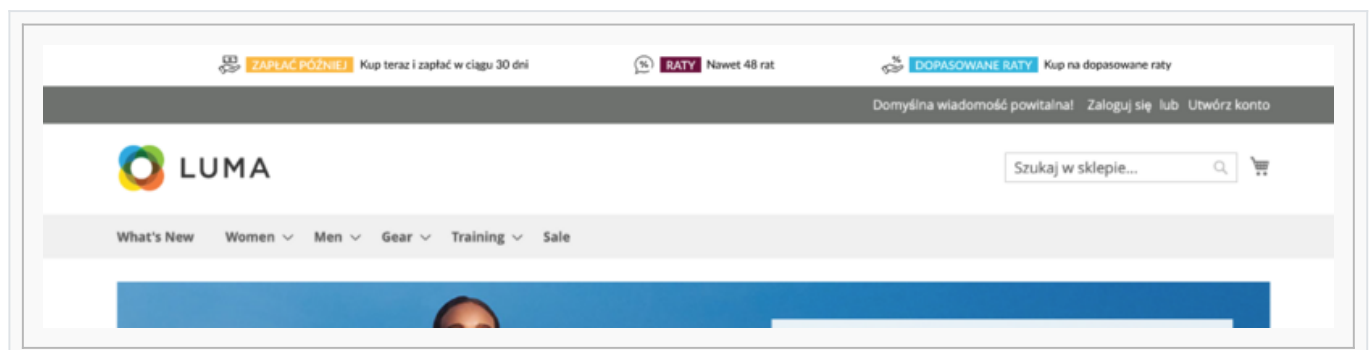 ZAPŁAĆ PÓŹNIEJ Kup teraz i zapłać w ciągu 30 dni RATY Nawet 48 rat DOPASOWANE RATY Kup na dopasowane raty
Domyślna wiadomość powitalna! Zaloguj się lub Utwórz konto
LUMA Szukaj w sklepie...
What's New Women Men Gear Training Sale